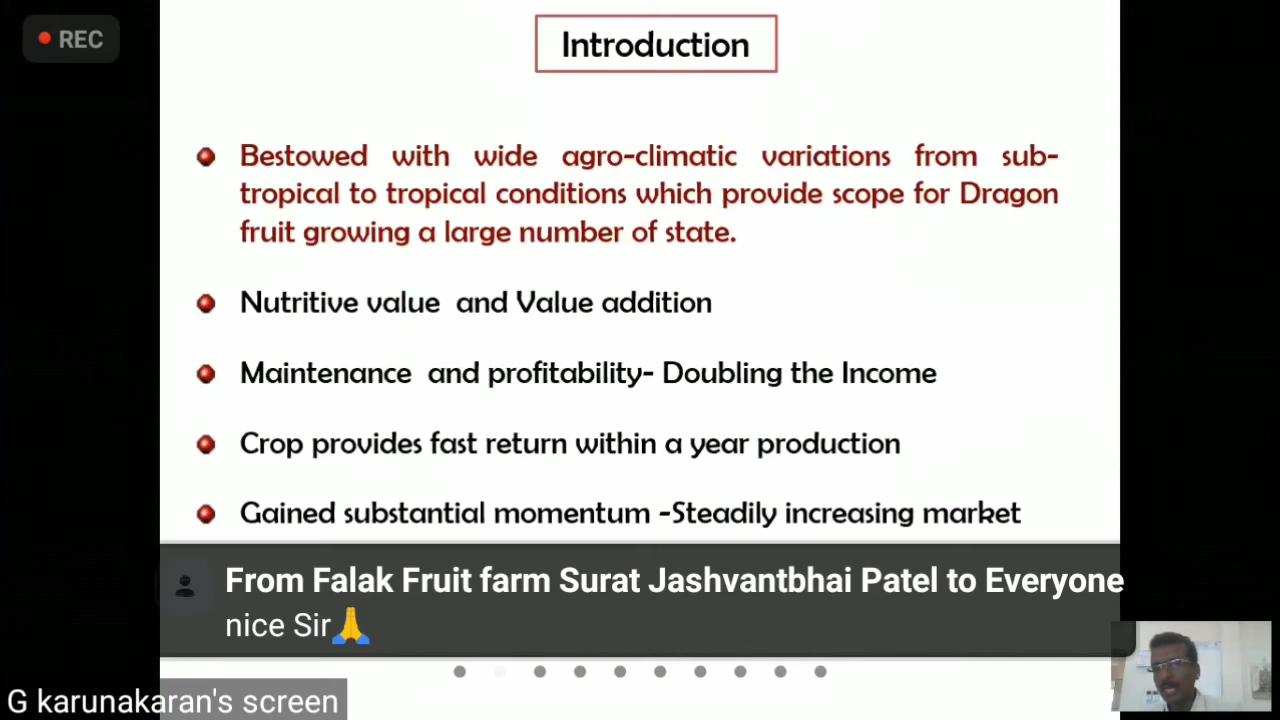 REC
Introduction
Bestowed with wide agro-climatic variations from sub-
tropical to tropical conditions which provide scope for Dragon
fruit growing a large number of state.
Nutritive value and Value addition
Maintenance and profitability- Doubling the Income
Crop provides fast return within a year production
Gained substantial momentum -Steadily increasing market
From Falak Fruit farm Surat Jashvantbhai Patel to Everyone
nice Sir🙏
G karunakaran's screen